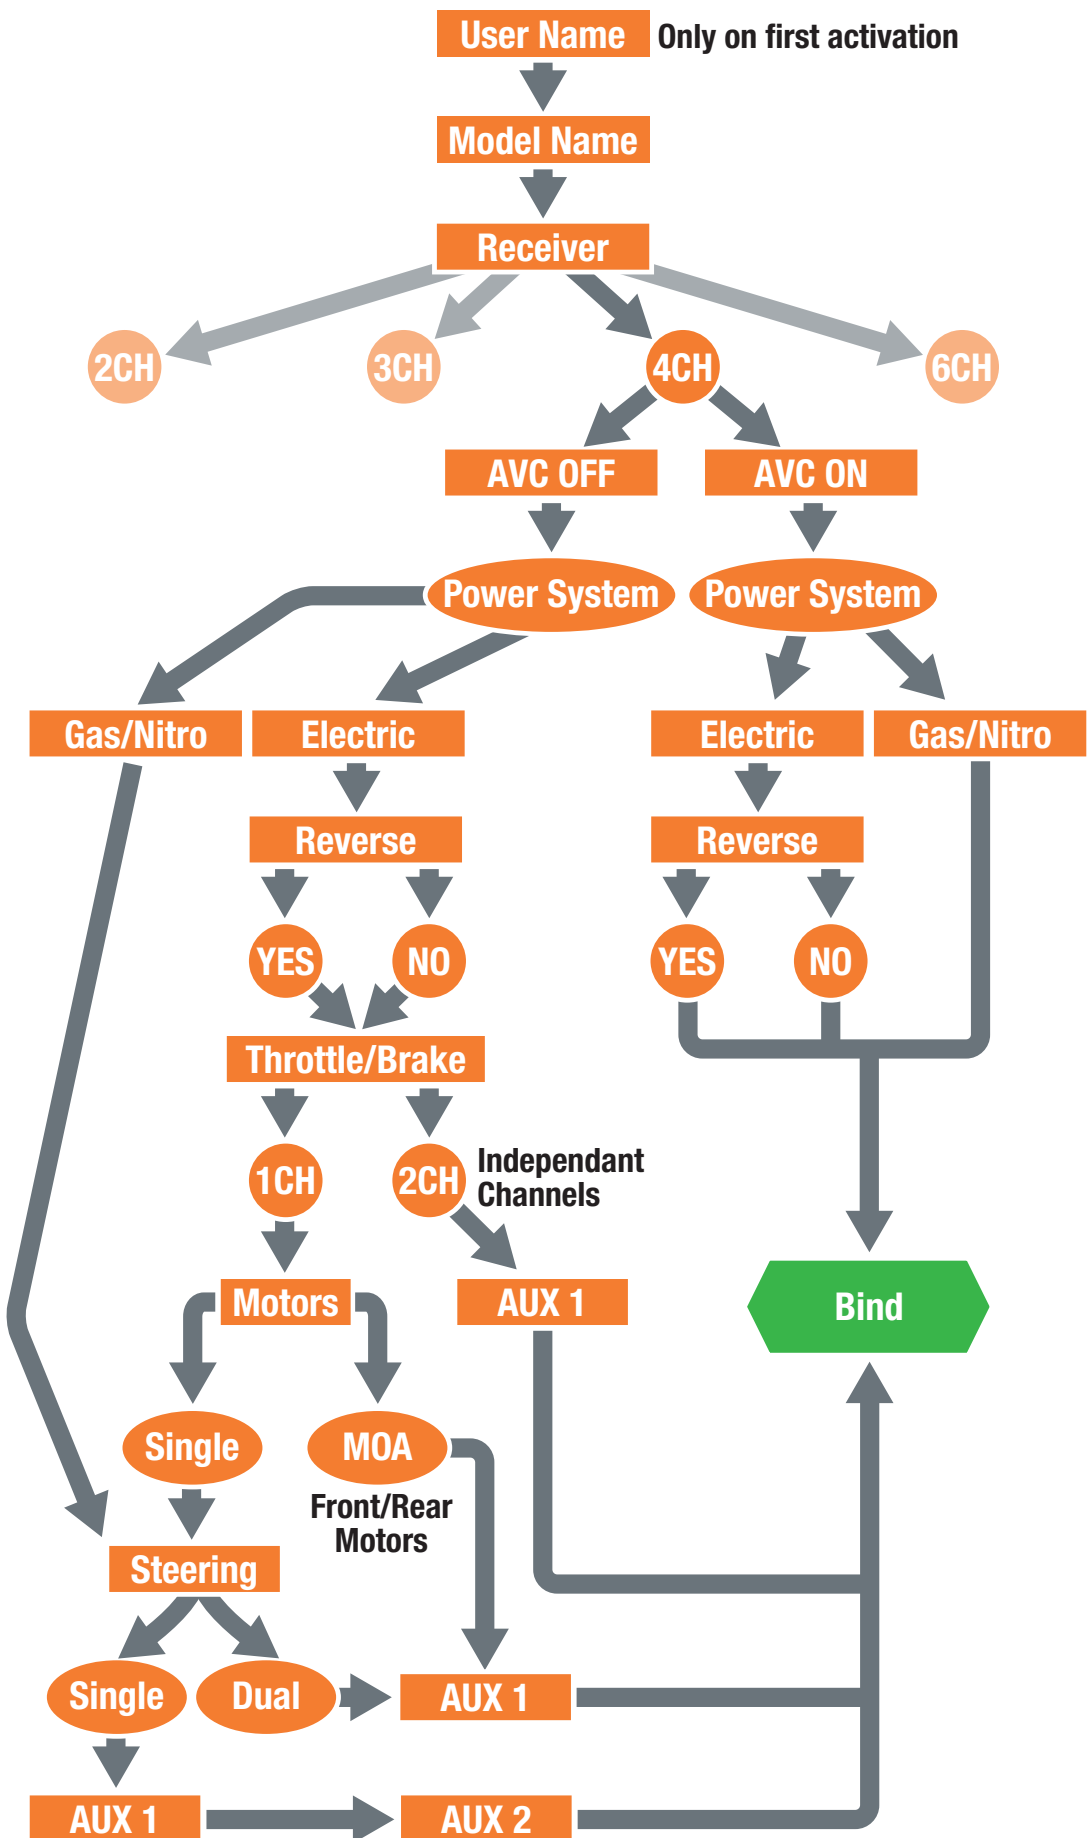 User Name
Only on first activation
Model Name
Receiver
2CH
3CH
4CH
6CH
AVC OFF
AVC ON
Power System
Power System
Gas/Nitro
Electric
Electric
Gas/Nitro
Reverse
Reverse
YES
NO
YES
NO
Throttle/Brake
1CH
2CH
Independant
Channels
Motors
AUX 1
Bind
Single
MOA
Front/Rear
Motors
Steering
Single
Dual
AUX 1
AUX 1
AUX 2